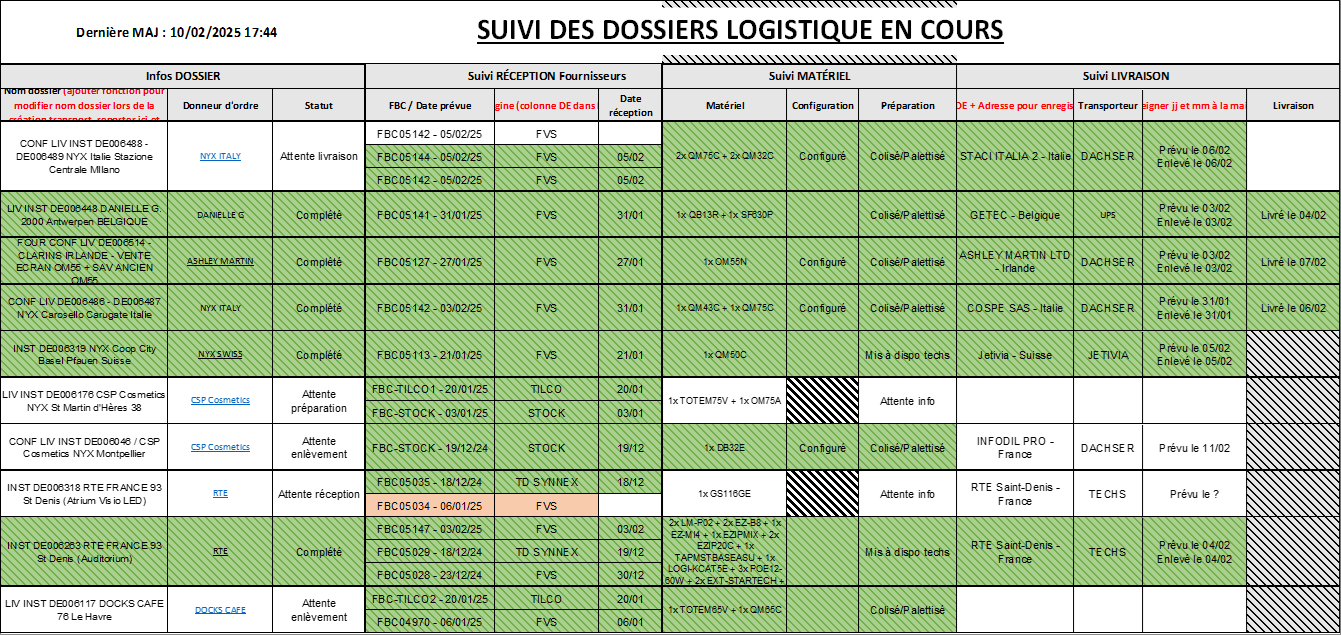 Dernière MAJ : 10/02/2025 17:44
SUIVI DES DOSSIERS LOGISTIQUE EN COURS
Infos DOSSIER
Suivi RÉCEPTION Fournisseurs
Suivi MATÉRIEL
Suivi LIVRAISON
Nom dossier (ajouter fonction pour
modifier nom dossier lors de la
création transport, reporter ici et
Donneur d'ordre
Statut
FBC / Date prévue
gine (colonne DE dans
Date
réception
Matériel
Configuration
Préparation
DE + Adresse pour enregis
Transporteur
eigner jj et mm à la ma
Livraison
CONF LIV INST DE006488 -
DE006489 NYX Italie Stazione
Centrale MIlano
NYX ITALY
Attente livraison
FBC05142 - 05/02/25
FVS
FBC05144 - 05/02/25
FVS
05/02
FBC05142 - 05/02/25
FVS
05/02
2x QM75C + 2x QM32C
Configuré
Colisé/Palettisé
STACI ITALIA 2 - Italie
DACHSER
Prévu le 06/02
Enlevé le 06/02
LIV INST DE006448 DANIELLE G.
2000 Antwerpen BELGIQUE
DANIELLE G
Complété
FBC05141 - 31/01/25
FVS
31/01
1x QB13R + 1x SF630P
Colisé/Palettisé
GETEC - Belgique
UPS
Prévu le 03/02
Enlevé le 03/02
Livré le 04/02
FOUR CONF LIV DE006514 -
CLARINS IRLANDE - VENTE
ECRAN OM55 + SAV ANCIEN
OM55
ASHLEY MARTIN
Complété
FBC05127 - 27/01/25
FVS
27/01
1x OM55N
Configuré
Colisé/Palettisé
ASHLEY MARTIN LTD
- Irlande
DACHSER
Prévu le 03/02
Enlevé le 03/02
Livré le 07/02
CONF LIV DE006486 - DE006487
NYX Carosello Carugate Italie
NYX ITALY
Complété
FBC05142 - 03/02/25
FVS
31/01
1x QM43C + 1x QM75C
Configuré
Colisé/Palettisé
COSPE SAS - Italie
DACHSER
Prévu le 31/01
Enlevé le 31/01
Livré le 06/02
INST DE006319 NYX Coop City
Basel Pfauen Suisse
NYX SWISS
Complété
FBC05113 - 21/01/25
FVS
21/01
1x QM50C
Mis à dispo techs
Jetivia - Suisse
JETIVIA
Prévu le 05/02
Enlevé le 05/02
LIV INST DE006176 CSP Cosmetics
NYX St Martin d'Hères 38
CSP Cosmetics
Attente
préparation
FBC-TILCO1 - 20/01/25
TILCO
20/01
FBC-STOCK - 03/01/25
STOCK
03/01
1x TOTEM75V + 1x OM75A
Attente info
CONF LIV INST DE006046 / CSP
Cosmetics NYX Montpellier
CSP Cosmetics
Attente
enlèvement
FBC-STOCK - 19/12/24
STOCK
19/12
1x DB32E
Configuré
Colisé/Palettisé
INFODIL PRO -
France
DACHSER
Prévu le 11/02
INST DE006318 RTE FRANCE 93
St Denis (Atrium Visio LED)
RTE
Attente réception
FBC05035 - 18/12/24
TD SYNNEX
18/12
FBC05034 - 06/01/25
FVS
1x GS116GE
Attente info
RTE Saint-Denis -
France
TECHS
Prévu le ?
INST DE006263 RTE FRANCE 93
St Denis (Auditorium)
RTE
Complété
FBC05147 - 03/02/25
FVS
03/02
FBC05029 - 18/12/24
TD SYNNEX
19/12
FBC05028 - 23/12/24
FVS
30/12
2x LM-P02 + 2x EZ-B8 + 1x
EZ-MI4 + 1x EZIPMIX + 2x
EZIP20C + 1x
TAPMSTBASEASU + 1x
LOGI-KCAT5E + 3x POE12-
60W + 2x EXT-STARTECH +
Mis à dispo techs
RTE Saint-Denis -
France
TECHS
Prévu le 04/02
Enlevé le 04/02
LIV INST DE006117 DOCKS CAFE
76 Le Havre
DOCKS CAFE
Attente
enlèvement
FBC-TILCO2 - 20/01/25
TILCO
20/01
FBC04970 - 06/01/25
FVS
06/01
1x TOTEM65V + 1x QM65C
Colisé/Palettisé